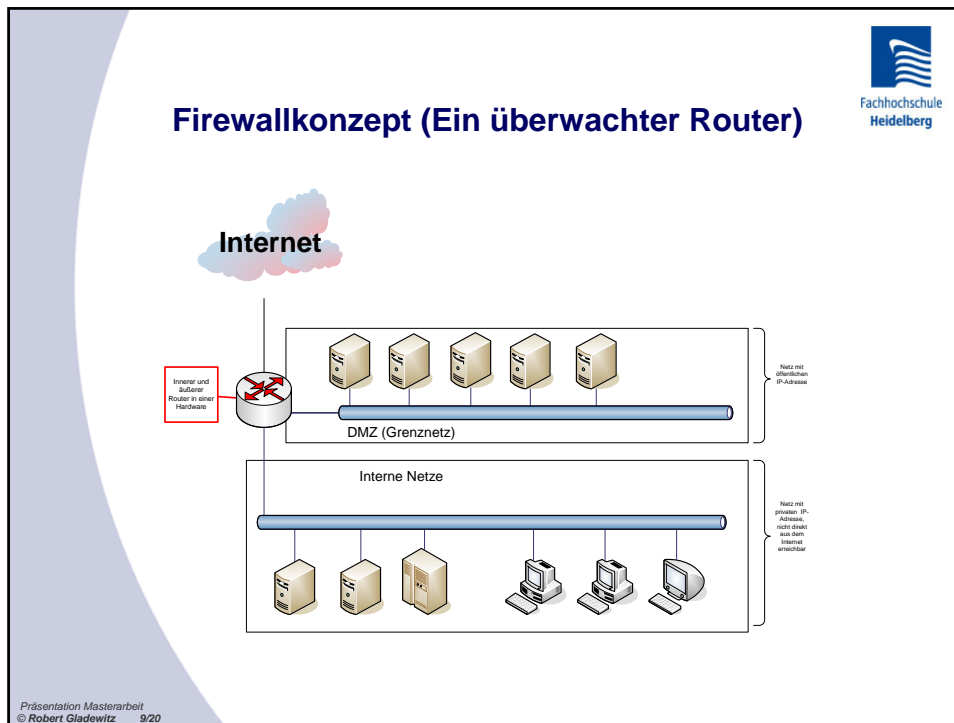 Fachhochschule
Heidelberg
Firewallkonzept (Ein überwachter Router)
Internet
Innerer und
äußerer
Router in einer
Hardware
DMZ (Grenznetz)
Netz mit
öffentlichen
IP-Adresse
Interne Netze
Netz mit
privaten IP-
Adresse,
nicht direkt
aus dem
Internet
erreichbar
Präsentation Masterarbeit
© Robert Gladewitz 9/20